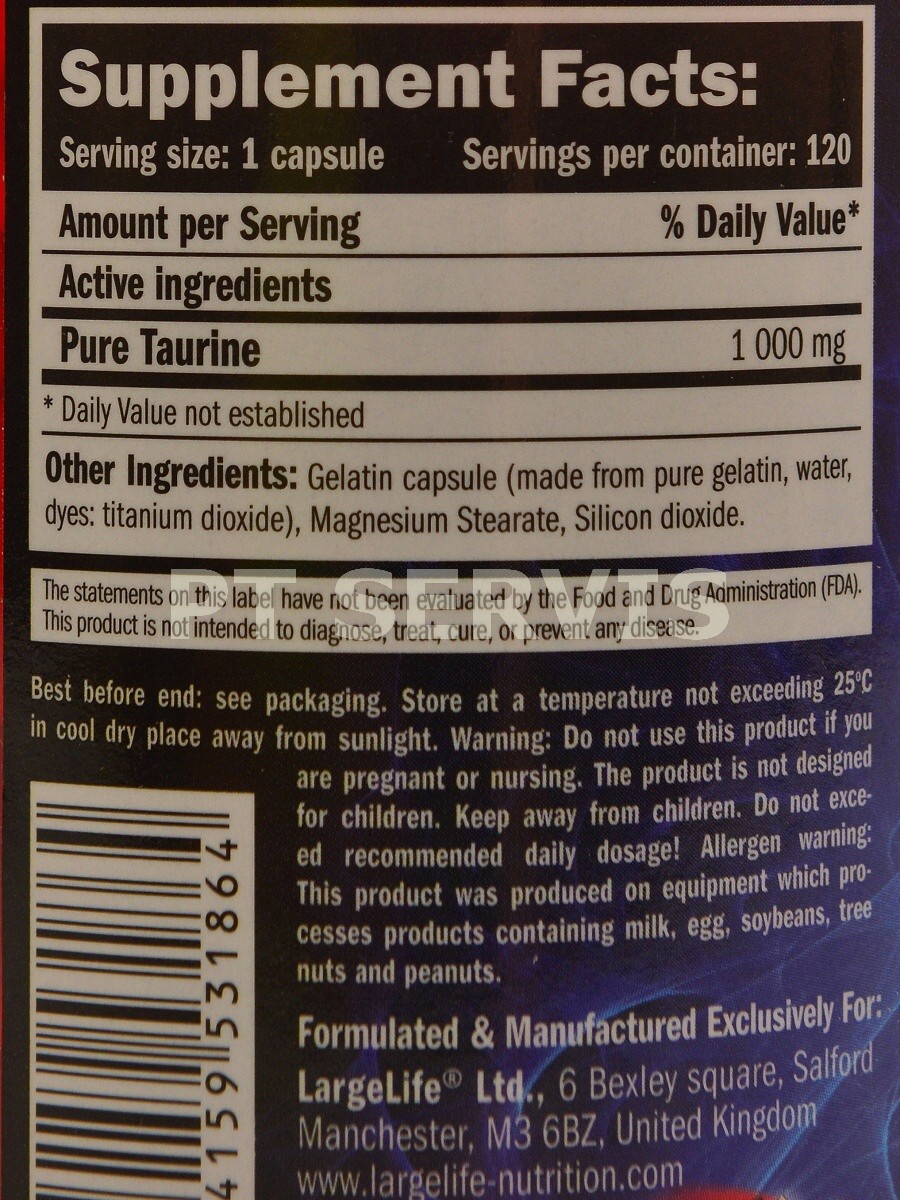 Supplement Facts:
Serving size: 1 capsule Servings per container: 120
Amount per Serving % Daily Value*
Active ingredients
Pure Taurine 1 000 mg
* Daily Value not established
Other Ingredients: Gelatin capsule (made from pure gelatin, water,
dyes: titanium dioxide), Magnesium Stearate, Silicon dioxide.
PT SERVIS
The statements on this label have not been evaluated by the Food and Drug Administration (FDA).
This product is not intended to diagnose, treat, cure, or prevent any disease.
Best before end: see packaging. Store at a temperature not exceeding 25°C
in cool dry place away from sunlight. Warning: Do not use this product if you
are pregnant or nursing. The product is not designed
for children. Keep away from children. Do not exce-
ed recommended daily dosage! Allergen warning:
This product was produced on equipment which pro-
cesses products containing milk, egg, soybeans, tree
nuts and peanuts.
Formulated & Manufactured Exclusively For:
LargeLife® Ltd., 6 Bexley square, Salford
Manchester, M3 6BZ, United Kingdom
www.largelife-nutrition.com
4159 531864